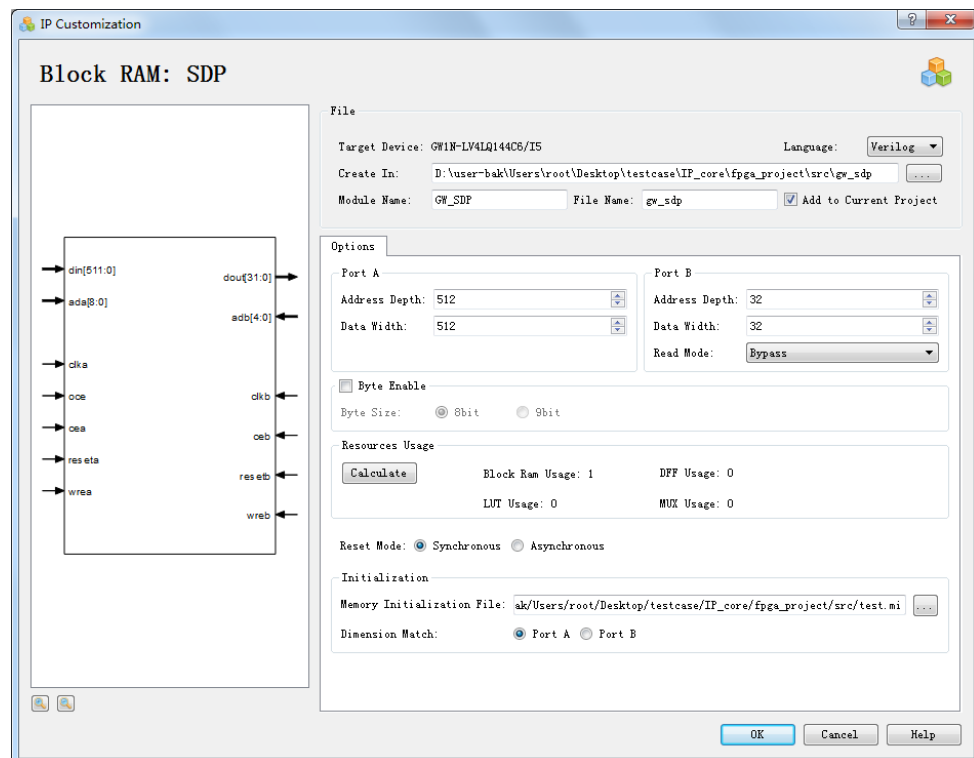 IP Customization
Block RAM: SDP
File
Target Device: GW1N-LV4LQ144C6/I5 Language: Verilog
Create In: D:\user-bak\Users\root\Desktop\testcase\IP_core\fpga_project\src\gw_sdp ...
Module Name: GW_SDP File Name: gw_sdp Add to Current Project
Options
Port A
Address Depth: 512
Data Width: 512
Port B
Address Depth: 32
Data Width: 32
Read Mode: Bypass
Byte Enable
Byte Size: 8bit 9bit
Resources Usage
Calculate Block Ram Usage: 1 DFF Usage: 0
LUT Usage: 0 MUX Usage: 0
Reset Mode: Synchronous Asynchronous
Initialization
Memory Initialization File: ak/Users/root/Desktop/testcase/IP_core/fpga_project/src/test.mi ...
Dimension Match: Port A Port B
din[511:0]
ada[8:0]
clka
oce
cea
reseta
wrea
dout[31:0]
adb[4:0]
clkb
ceb
resetb
wreb
OK Cancel Help